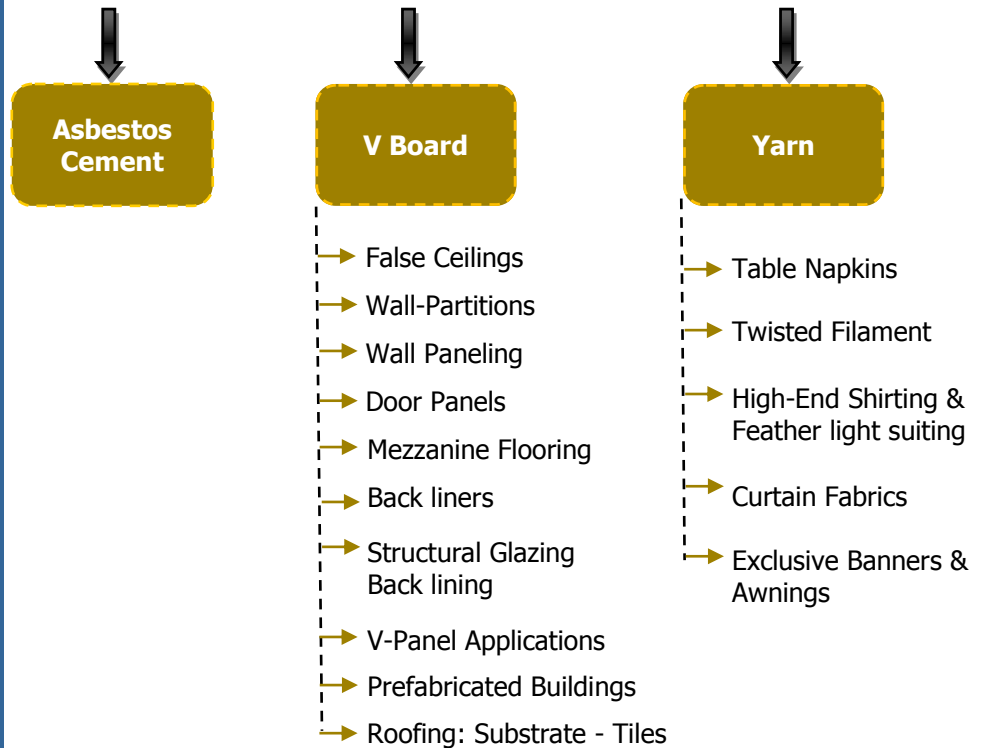 Asbestos
Cement
V Board
Yarn
False Ceilings
Wall-Partitions
Wall Paneling
Door Panels
Mezzanine Flooring
Back liners
Structural Glazing
Back lining
V-Panel Applications
Prefabricated Buildings
Roofing: Substrate - Tiles
Table Napkins
Twisted Filament
High-End Shirting &
Feather light suiting
Curtain Fabrics
Exclusive Banners &
Awnings